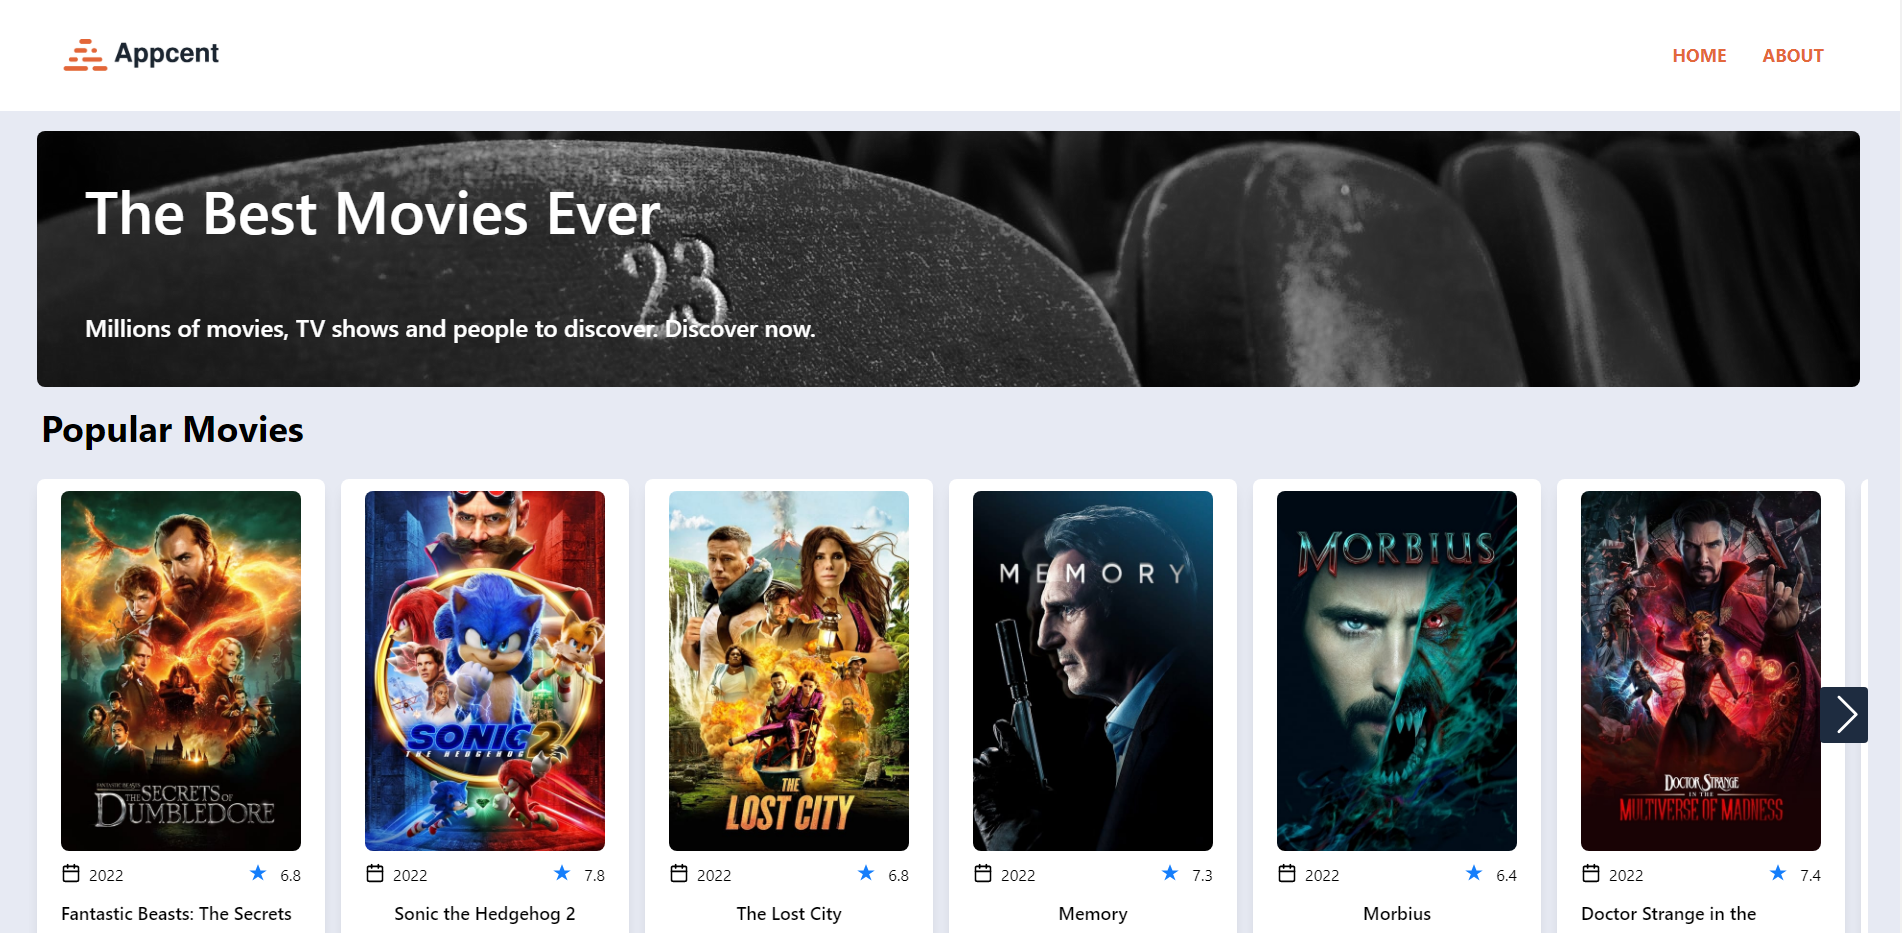 Appcent
HOME
ABOUT
The Best Movies Ever
23
Millions of movies, TV shows and people to discover. Discover now.
Popular Movies
FANTASTIC BEASTS
THE SECRETS OF
DUMBLEDORE
SONIC 2
THE HEDGEHOG
THE
LOST CITY
MEMORY
MORBIUS
DOCTOR STRANGE
IN THE
MULTIVERSE OF MADNESS
2022 6.8
2022 7.8
2022 6.8
2022 7.3
2022 6.4
2022 7.4
Fantastic Beasts: The Secrets
Sonic the Hedgehog 2
The Lost City
Memory
Morbius
Doctor Strange in the